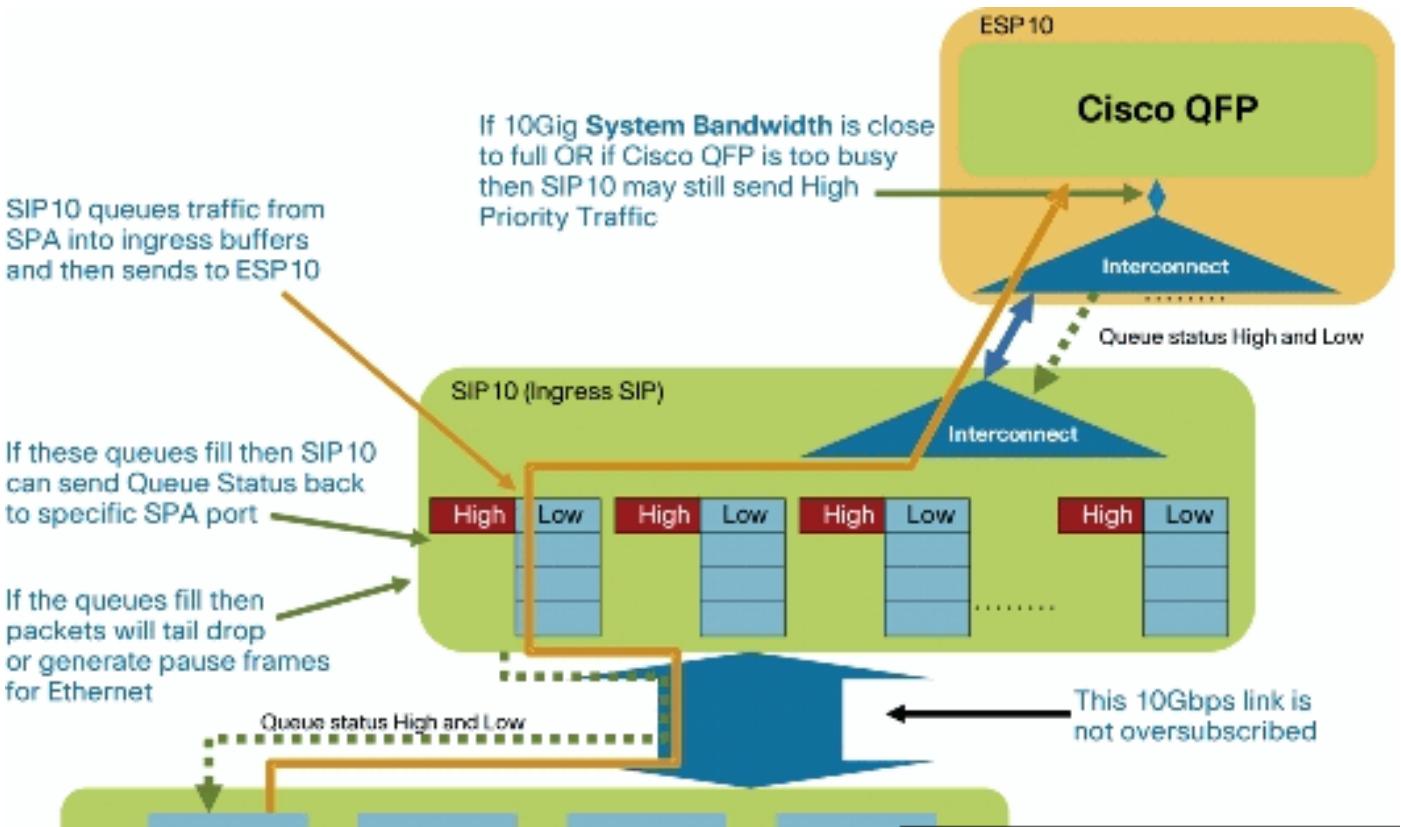 ESP10
Cisco QFP
If 10Gig System Bandwidth is close
to full OR if Cisco QFP is too busy
then SIP10 may still send High
Priority Traffic
SIP10 queues traffic from
SPA into ingress buffers
and then sends to ESP10
Interconnect
Queue status High and Low
SIP10 (Ingress SIP)
Interconnect
If these queues fill then SIP10
can send Queue Status back
to specific SPA port
High Low High Low High Low High Low
If the queues fill then
packets will tail drop
or generate pause frames
for Ethernet
Queue status High and Low
This 10Gbps link is
not oversubscribed